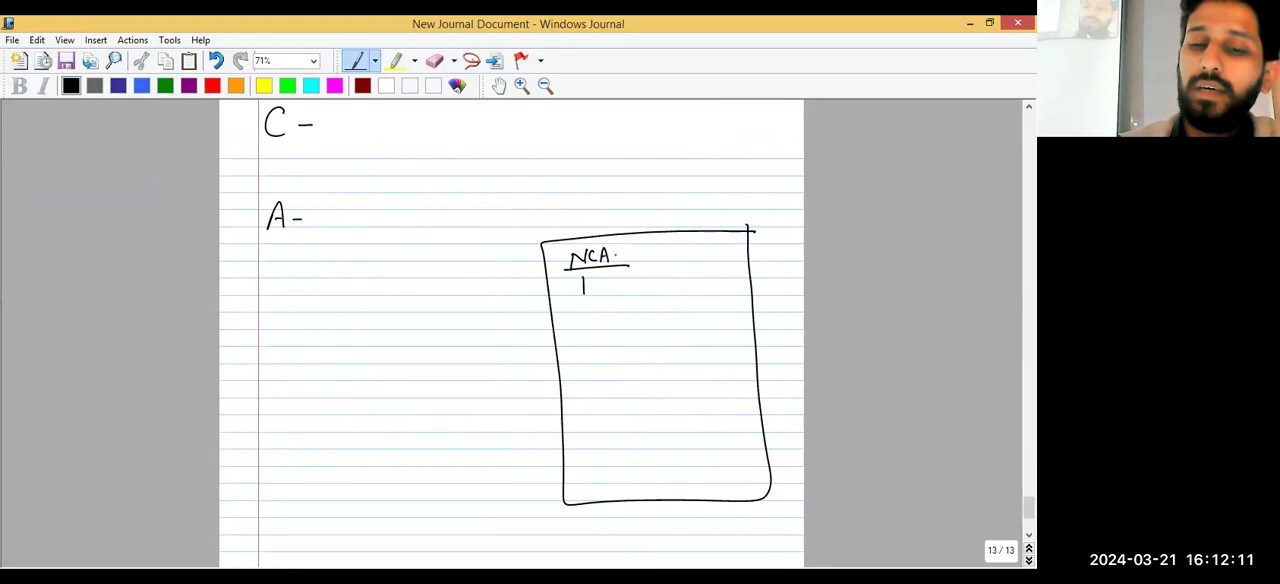 New Journal Document - Windows Journal
File Edit View Insert Actions Tools Help
71%
B I
C -
A -
NCA.
13 / 13
2024-03-21 16:12:11